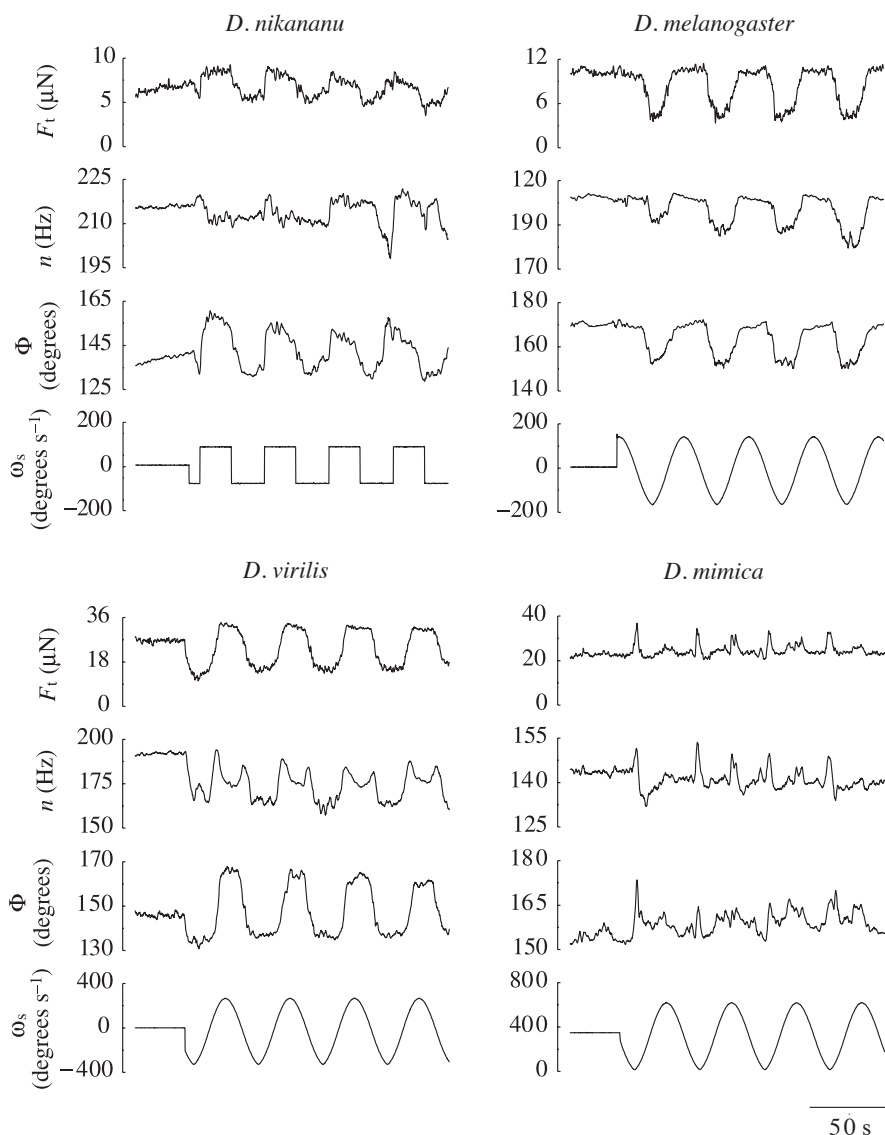 D. nikananu
D. melanogaster
10
5
0
Ft (µN)
12
6
0
225
210
195
n (Hz)
120
190
170
165
145
125
Φ
(degrees)
180
160
140
200
0
−200
ωs
(degrees s−1)
200
0
−200
D. virilis
D. mimica
36
18
0
Ft (µN)
40
20
0
200
175
150
n (Hz)
155
140
125
170
150
130
Φ
(degrees)
180
165
150
400
0
−400
ωs
(degrees s−1)
800
400
0
50 s